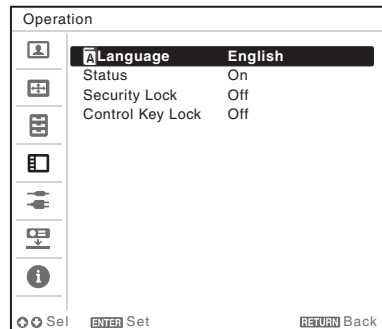 Operation
A Language English
Status On
Security Lock Off
Control Key Lock Off
Sel ENTER Set RETURN Back